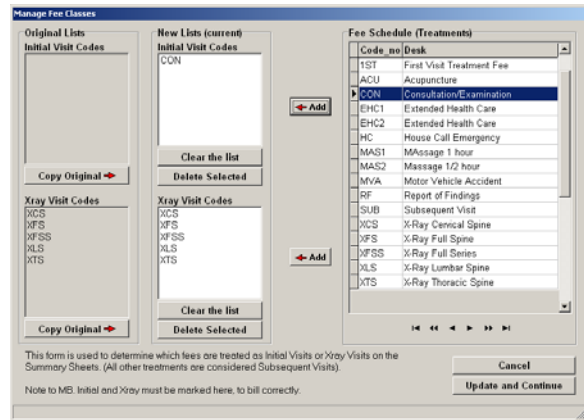 Manage Fee Classes
Original Lists
Initial Visit Codes
Copy Original
Xray Visit Codes
XCS
XFS
XFSS
XLS
XTS
Copy Original
New Lists (current)
Initial Visit Codes
CON
Clear the list
Delete Selected
Xray Visit Codes
XCS
XFS
XFSS
XLS
XTS
Clear the list
Delete Selected
Add
Add
Fee Schedule (Treatments)
Code_no Desk
1ST First Visit Treatment Fee
ACU Acupuncture
CON Consultation/Examination
EHC1 Extended Health Care
EHC2 Extended Health Care
HC House Call Emergency
MAS1 MAssage 1 hour
MAS2 Massage 1/2 hour
MVA Motor Vehicle Accident
RF Report of Findings
SUB Subsequent Visit
XCS X-Ray Cervical Spine
XFS X-Ray Full Spine
XFSS X-Ray Full Series
XLS X-Ray Lumbar Spine
XTS X-Ray Thoracic Spine
This form is used to determine which fees are treated as Initial Visits or Xray Visits on the
Summary Sheets. (All other treatments are considered Subsequent Visits).
Note to MB. Initial and Xray must be marked here, to bill correctly.
Cancel
Update and Continue